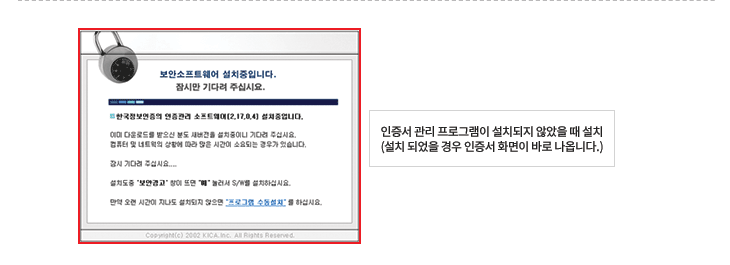 보안소프트웨어 설치중입니다.
잠시만 기다려 주십시요.
한국정보인증의 인증관리 소프트웨어(2,17,0,4) 설치중입니다.
이미 다운로드를 받으신 분도 새버전을 설치중이니 기다려 주십시요.
컴퓨터 및 네트웍의 상황에 따라 많은 시간이 소요되는 경우가 있습니다.
잠시 기다려 주십시요....
설치도중 "보안경고" 창이 뜨면 "예" 눌러서 S/W를 설치하십시요.
만약 오랜 시간이 지나도 설치되지 않으면 "프로그램 수동설치" 를 하십시요.
Copyright(c) 2002 KICA.Inc. All Rights Reserved.
인증서 관리 프로그램이 설치되지 않았을 때 설치
(설치 되었을 경우 인증서 화면이 바로 나옵니다.)